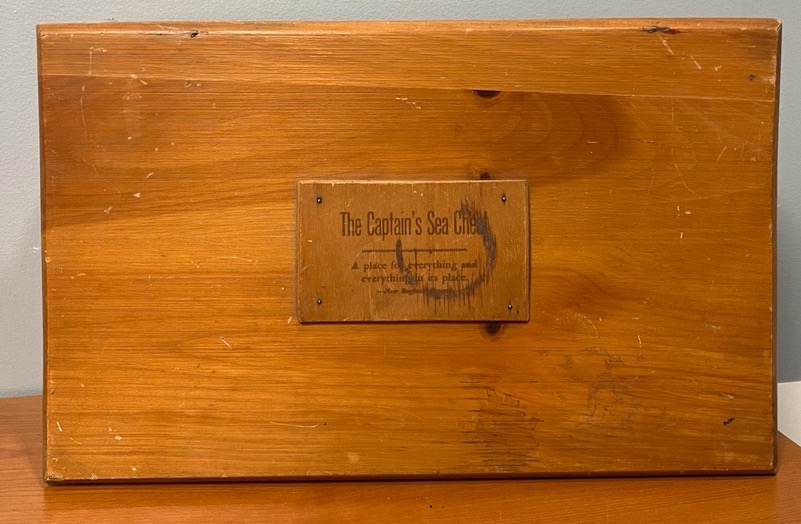 The Captain's Sea Chest
A place for everything and
everything in its place.